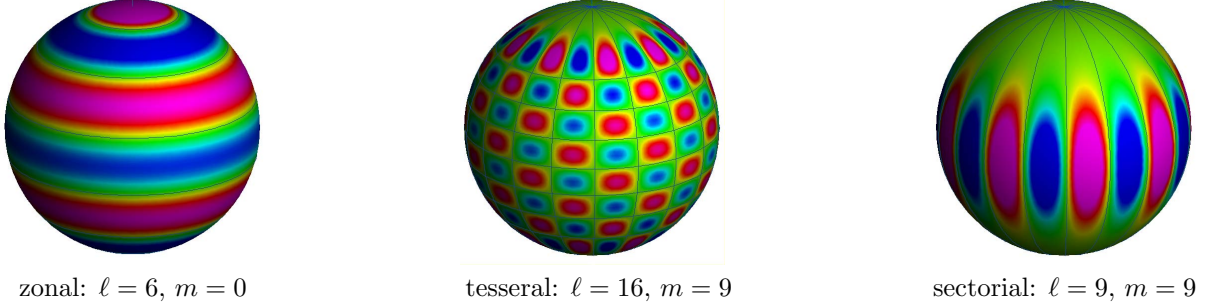 zonal: ℓ = 6, m = 0
tesseral: ℓ = 16, m = 9
sectorial: ℓ = 9, m = 9